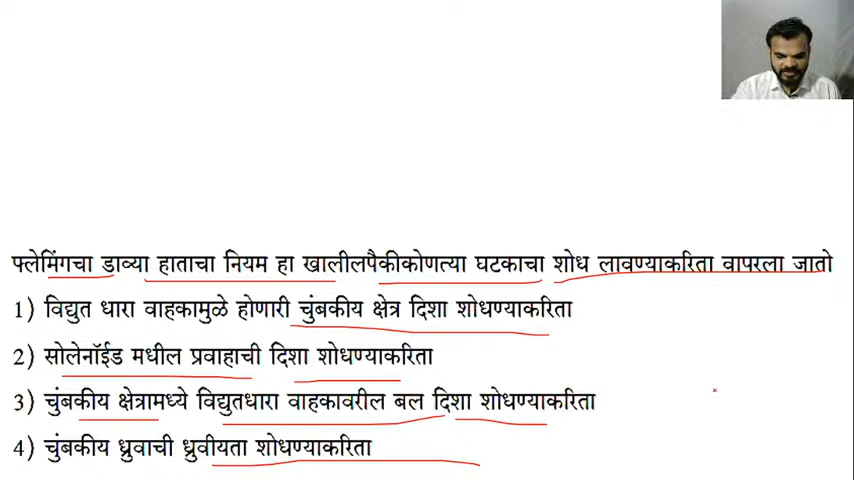 फ्लेमिंगचा डाव्या हाताचा नियम हा खालीलपैकीकोणत्या घटकाचा शोध लावण्याकरिता वापरला जातो
1) विद्युत धारा वाहकामुळे होणारी चुंबकीय क्षेत्र दिशा शोधण्याकरिता
2) सोलेनॉईड मधील प्रवाहाची दिशा शोधण्याकरिता
3) चुंबकीय क्षेत्रामध्ये विद्युतधारा वाहकावरील बल दिशा शोधण्याकरिता
4) चुंबकीय ध्रुवाची ध्रुवीयता शोधण्याकरिता